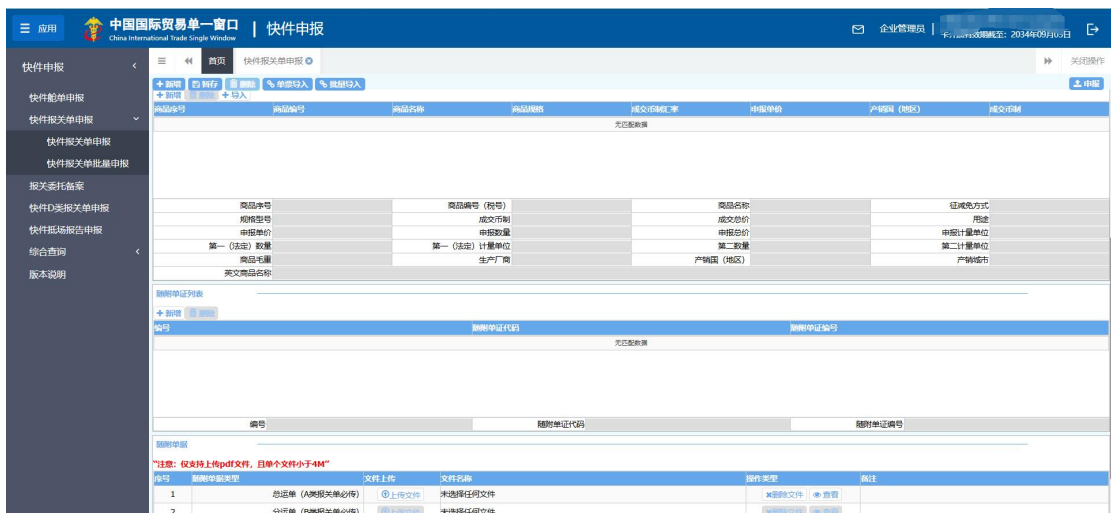 应用 中国国际贸易单一窗口 | 快件申报 企业管理员 | 2034年09月05日
China International Trade Single Window
快件申报 首页 快件报关单申报 关闭操作
新增 暂存 删除 单票导入 批量导入 申报
快件舱单申报
新增 删除 导入
商品序号 商品编号 商品名称 商品规格 成交币制汇率 申报单价 产销国（地区） 成交币制
快件报关单申报
无匹配数据
快件报关单申报
快件报关单批量申报
报关委托备案
快件D类报关单申报
快件抵场报告申报
综合查询
版本说明
商品序号 商品编号（税号） 商品名称 征减免方式
规格型号 成交币制 成交总价 用途
申报单价 申报数量 申报总价 申报计量单位
第一（法定）数量 第一（法定）计量单位 第二数量 第二计量单位
商品毛重 生产厂商 产销国（地区） 产销城市
英文商品名称
随附单证列表
新增 删除
编号 随附单证代码 随附单证编号
无匹配数据
编号 随附单证代码 随附单证编号
随附单据
"注意：仅支持上传pdf文件，且单个文件小于4M"
序号 随附单据类型 文件上传 文件名称 操作类型 备注
1 总运单（A类报关单必传） 上传文件 未选择任何文件 删除文件 查看
2 分运单（B类报关单必传） 上传文件 未选择任何文件 删除文件 查看